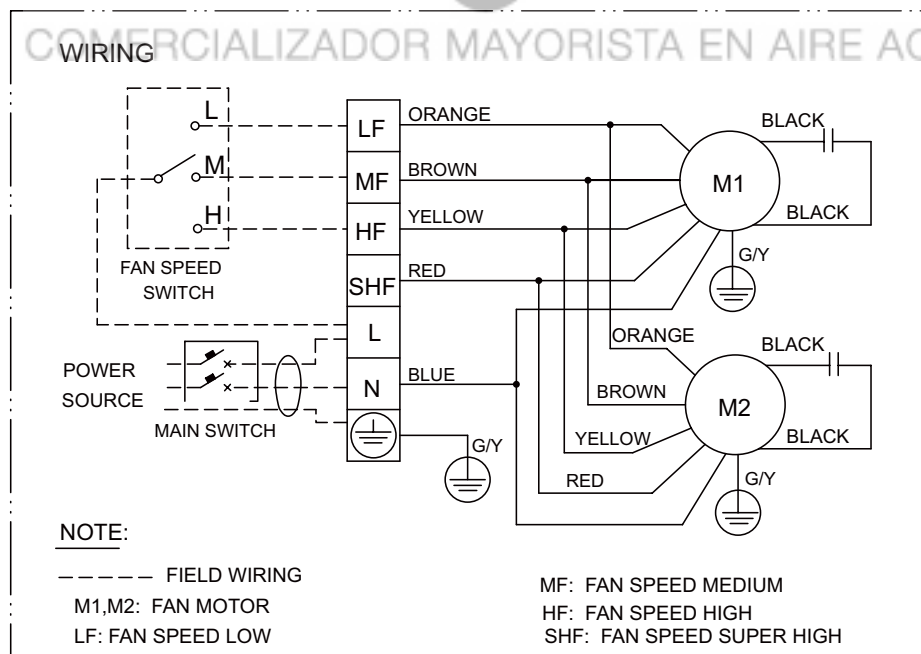 COMERCIALIZADOR MAYORISTA EN AIRE AC
WIRING
L
M
H
FAN SPEED
SWITCH
LF
MF
HF
SHF
L
N
ORANGE
BROWN
YELLOW
RED
BLUE
G/Y
POWER
SOURCE
MAIN SWITCH
M1
BLACK
BLACK
G/Y
ORANGE
BROWN
YELLOW
RED
M2
BLACK
BLACK
G/Y
NOTE:
FIELD WIRING
M1,M2: FAN MOTOR
LF: FAN SPEED LOW
MF: FAN SPEED MEDIUM
HF: FAN SPEED HIGH
SHF: FAN SPEED SUPER HIGH